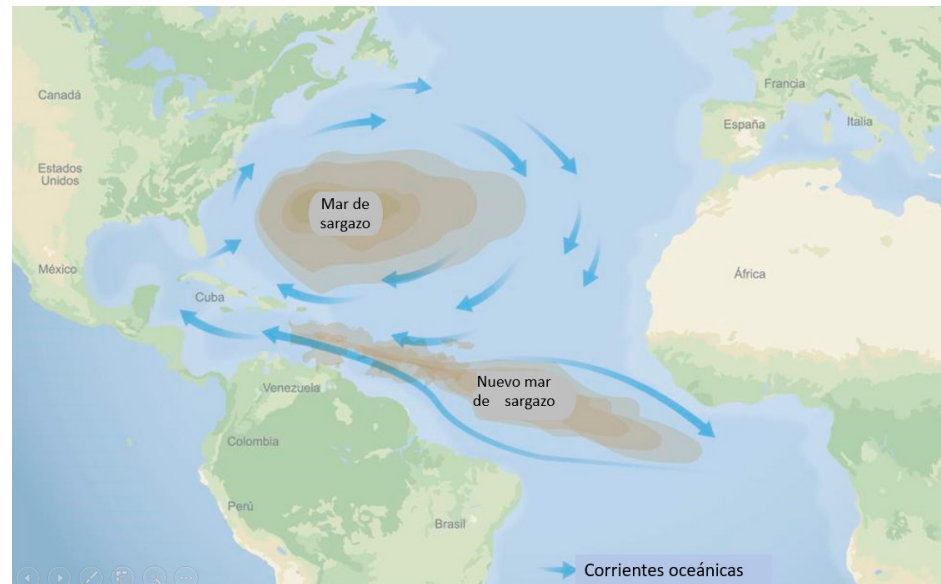 Canadá
Francia
España
Italia
Estados
Unidos
Mar de
sargazo
México
África
Cuba
Nuevo mar
de sargazo
Venezuela
Colombia
Perú
Brasil
Corrientes oceánicas